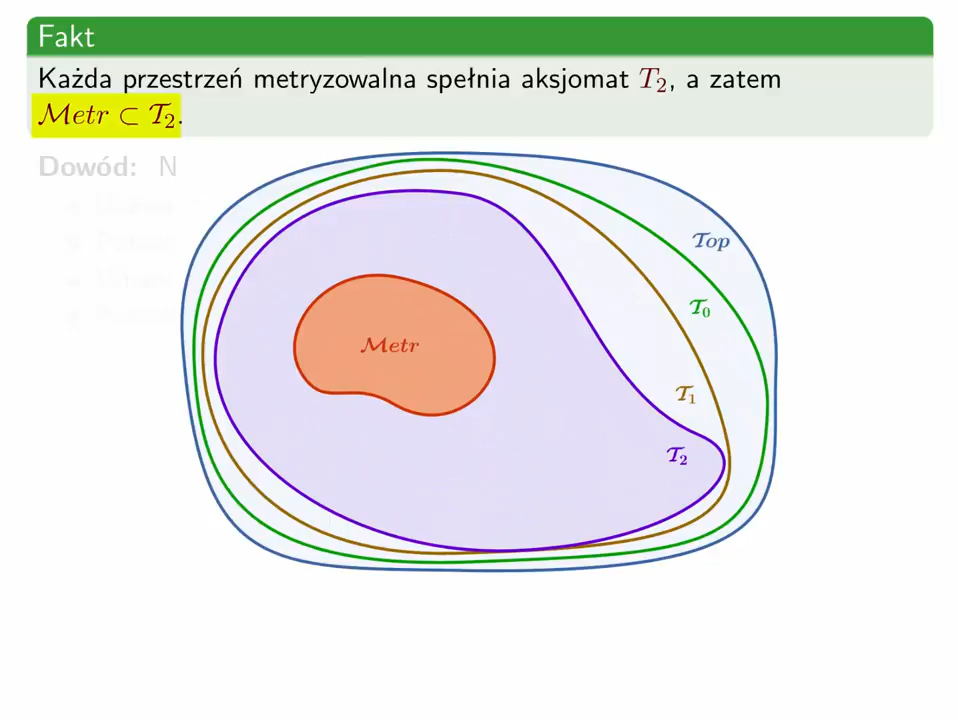 Fakt
Każda przestrzeń metryzowalna spełnia aksjomat T₂, a zatem
Metr ⊂ T₂.
Dowód: N
Top
T₀
Metr
T₁
T₂